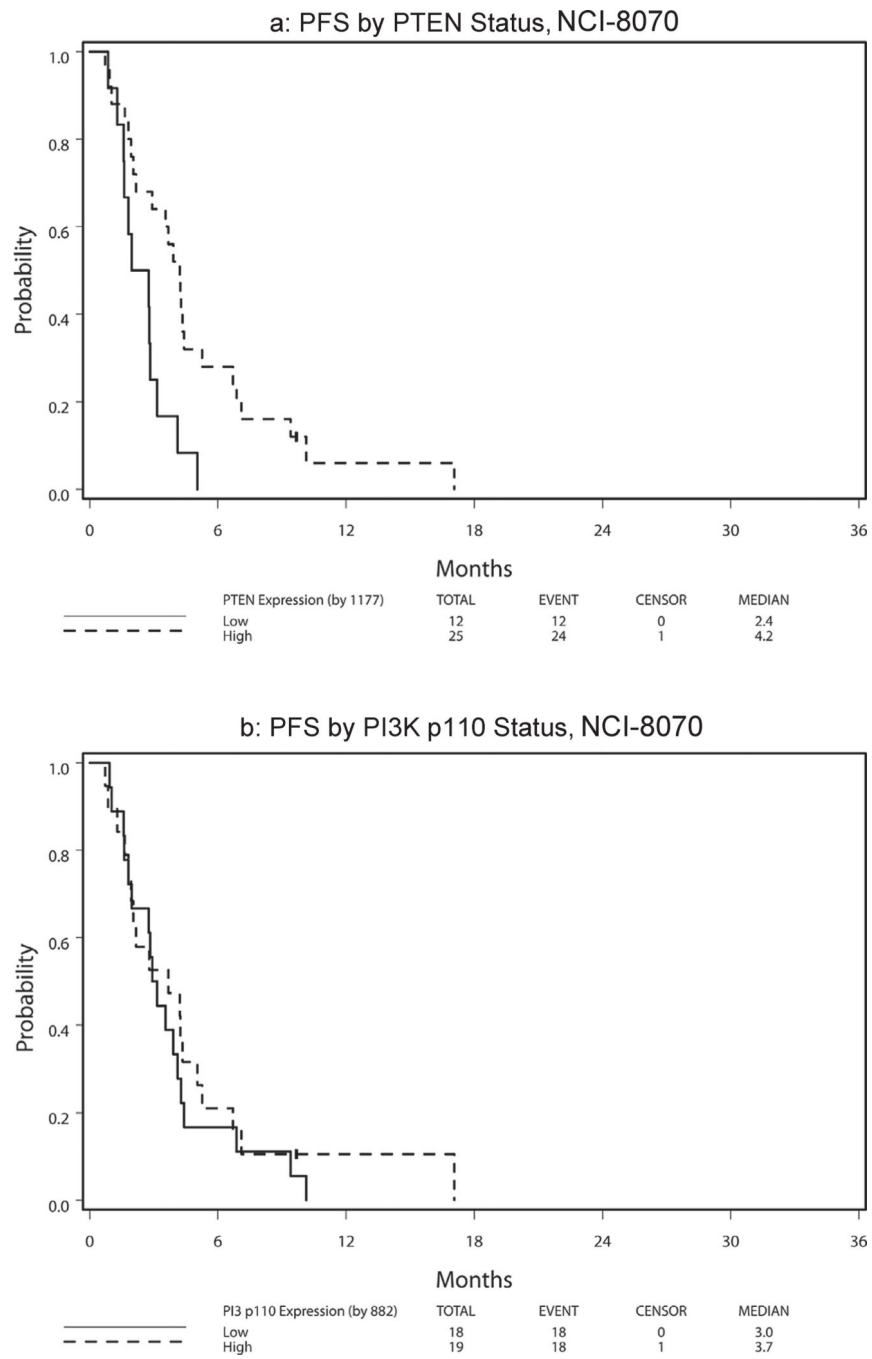 a: PFS by PTEN Status, NCI-8070
1.0
0.8
0.6
0.4
0.2
0.0
Probability
0 6 12 18 24 30 36
Months
PTEN Expression (by 1177) TOTAL EVENT CENSOR MEDIAN
Low 12 12 0 2.4
High 25 24 1 4.2
b: PFS by PI3K p110 Status, NCI-8070
1.0
0.8
0.6
0.4
0.2
0.0
Probability
0 6 12 18 24 30 36
Months
PI3 p110 Expression (by 882) TOTAL EVENT CENSOR MEDIAN
Low 18 18 0 3.0
High 19 18 1 3.7